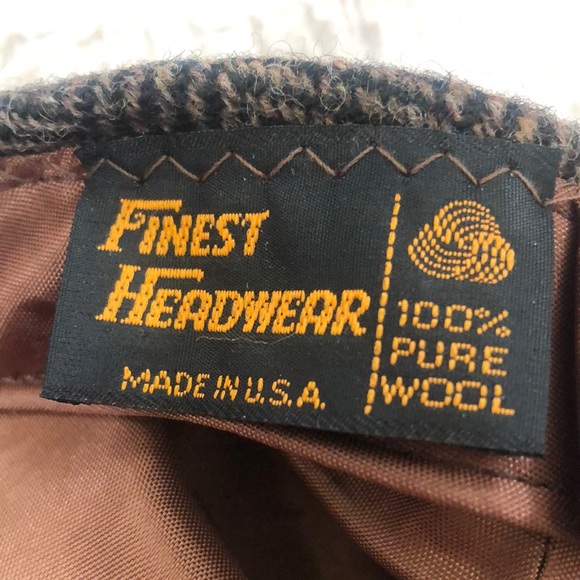 FINEST
HEADWEAR
MADE IN U.S.A.
100%
PURE
WOOL